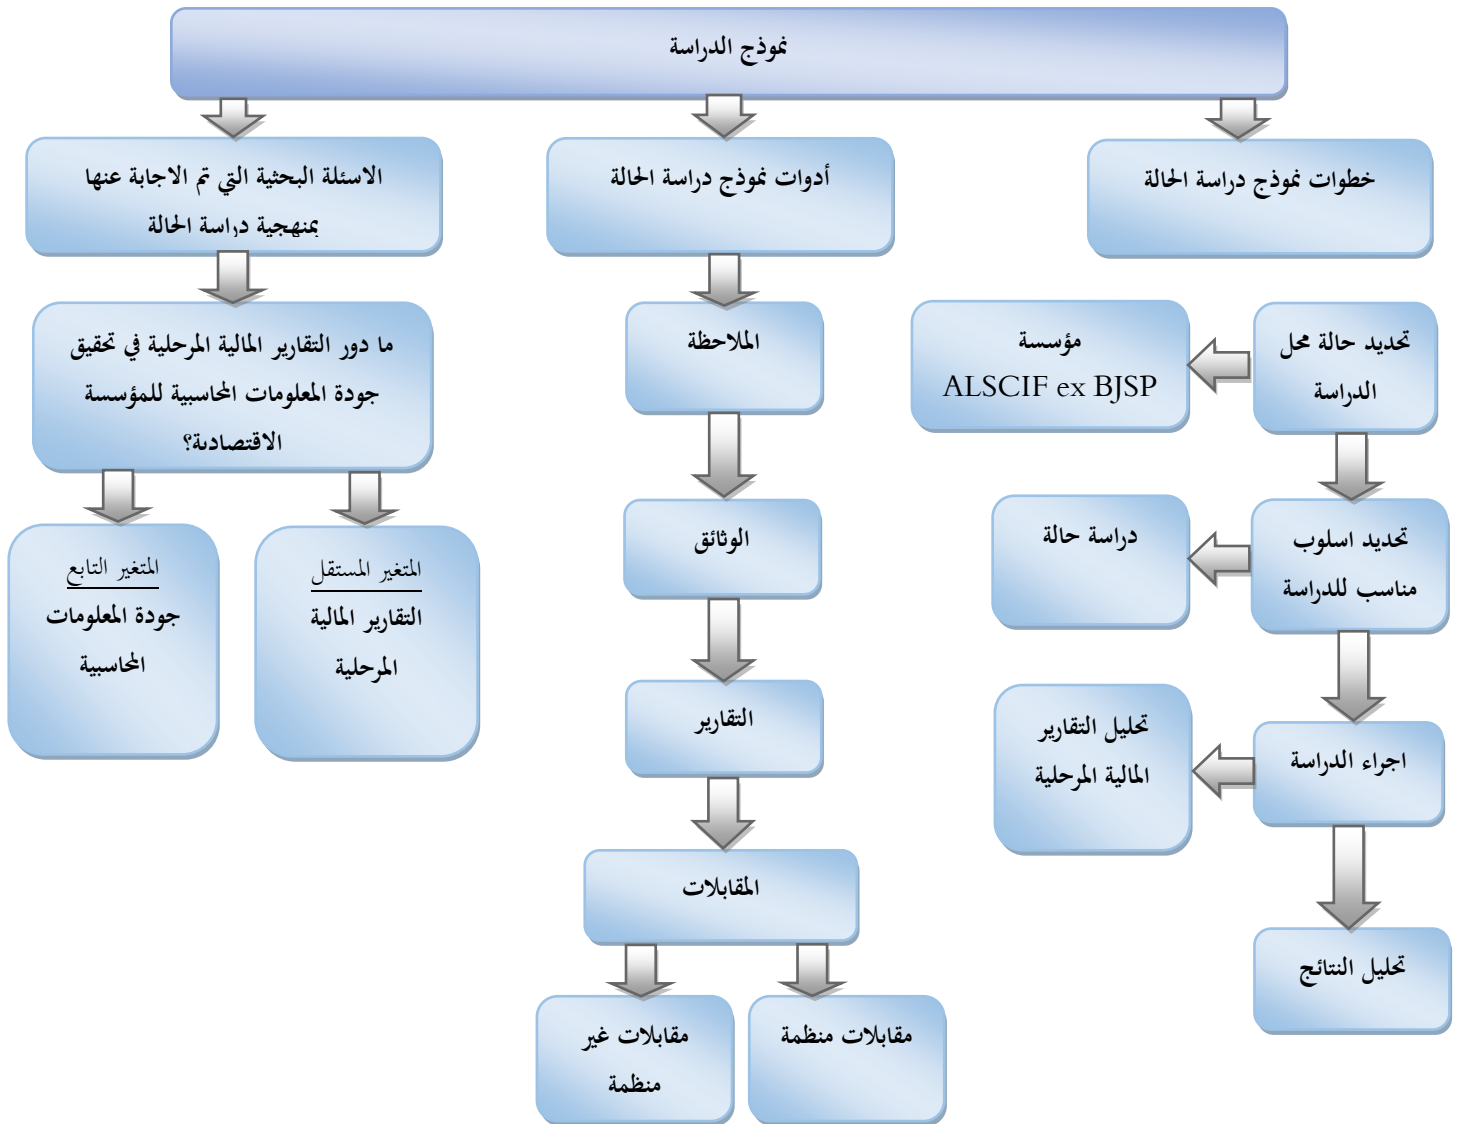 نموذج الدراسة
خطوات نموذج دراسة الحالة
تحديد حالة محل
الدراسة
مؤسسة
ALSCIF ex BJSP
تحديد اسلوب
مناسب للدراسة
دراسة حالة
اجراء الدراسة
تحليل التقارير
المالية المرحلية
تحليل النتائج
أدوات نموذج دراسة الحالة
الملاحظة
الوثائق
التقارير
المقابلات
مقابلات منظمة
مقابلات غير
منظمة
الاسئلة البحثية التي تم الاجابة عنها
بمنهجية دراسة الحالة
ما دور التقارير المالية المرحلية في تحقيق
جودة المعلومات المحاسبية للمؤسسة
الاقتصادية؟
المتغير المستقل
التقارير المالية
المرحلية
المتغير التابع
جودة المعلومات
المحاسبية